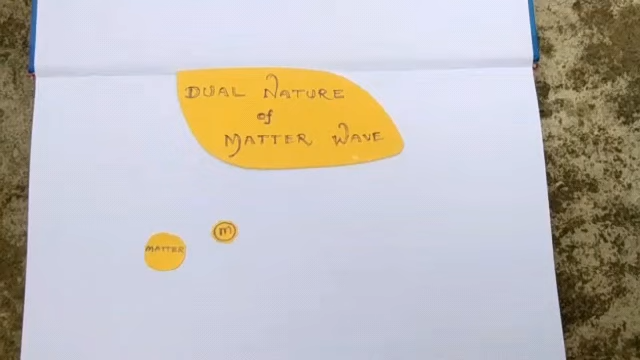 DUAL NATURE
of
MATTER WAVE
m
MATTER